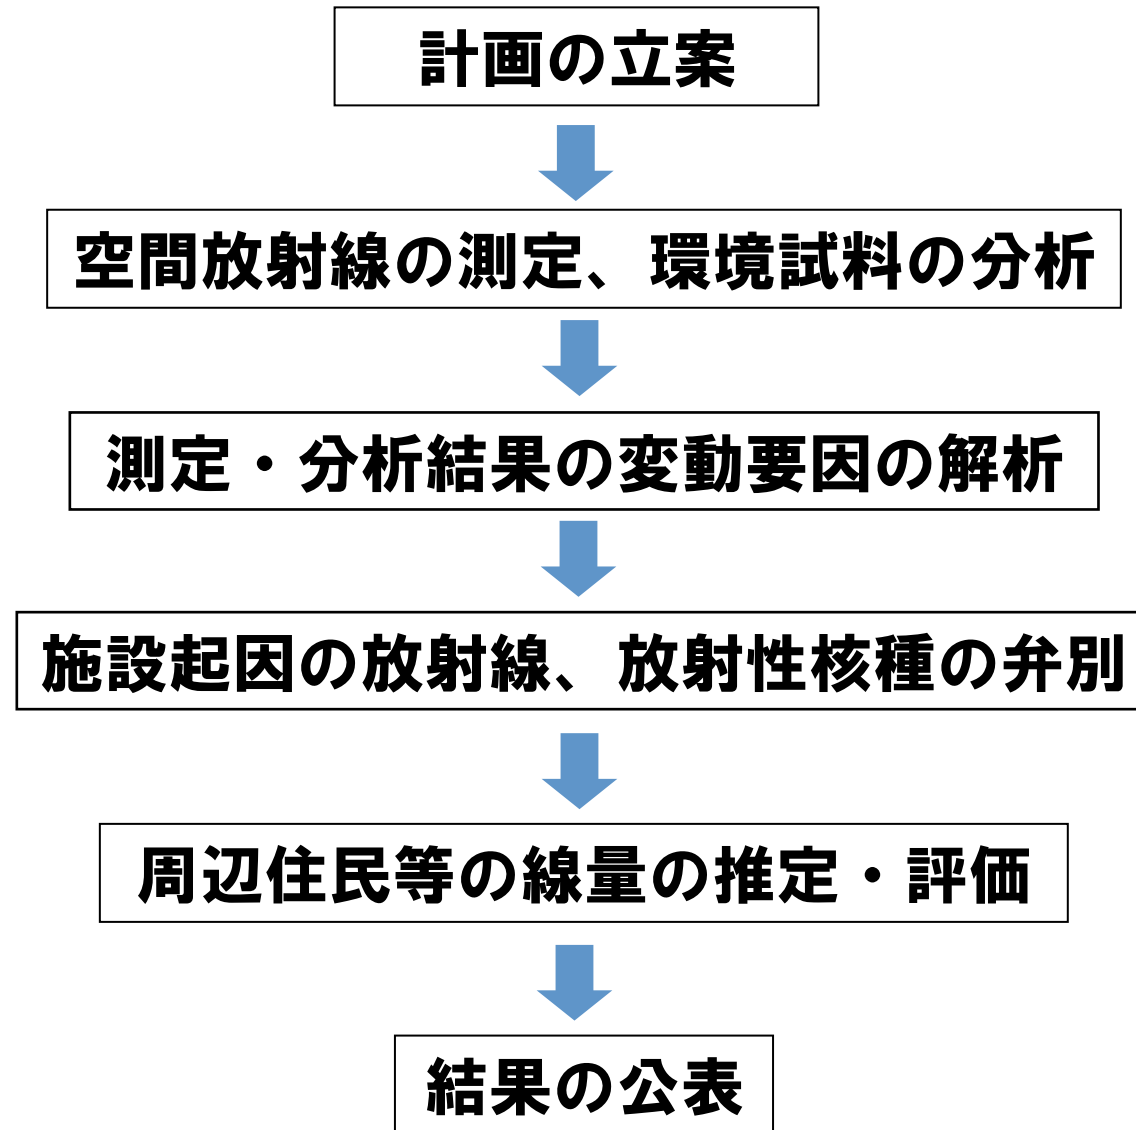 計画の立案
空間放射線の測定、環境試料の分析
測定・分析結果の変動要因の解析
施設起因の放射線、放射性核種の弁別
周辺住民等の線量の推定・評価
結果の公表